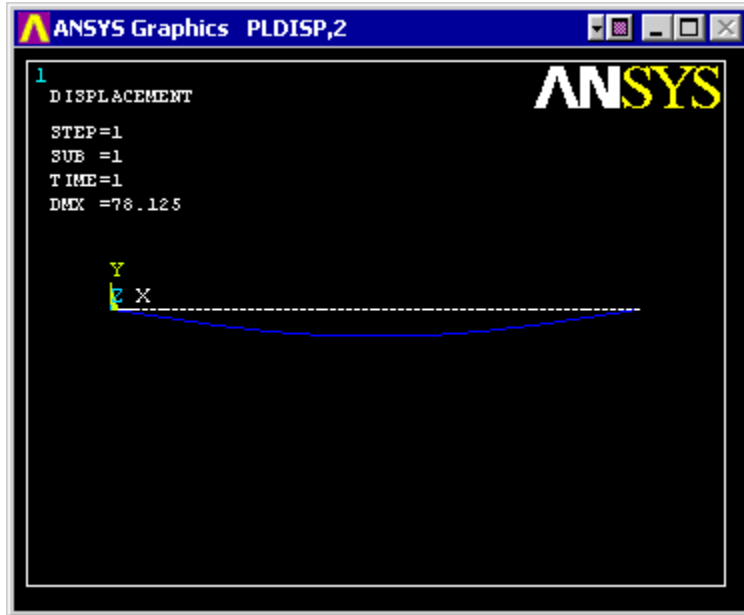 ANSYS Graphics PLDISP,2
1
ANSYS
DISPLACEMENT
STEP=1
SUB =1
TIME=1
DMX =78.125
Y
Z X